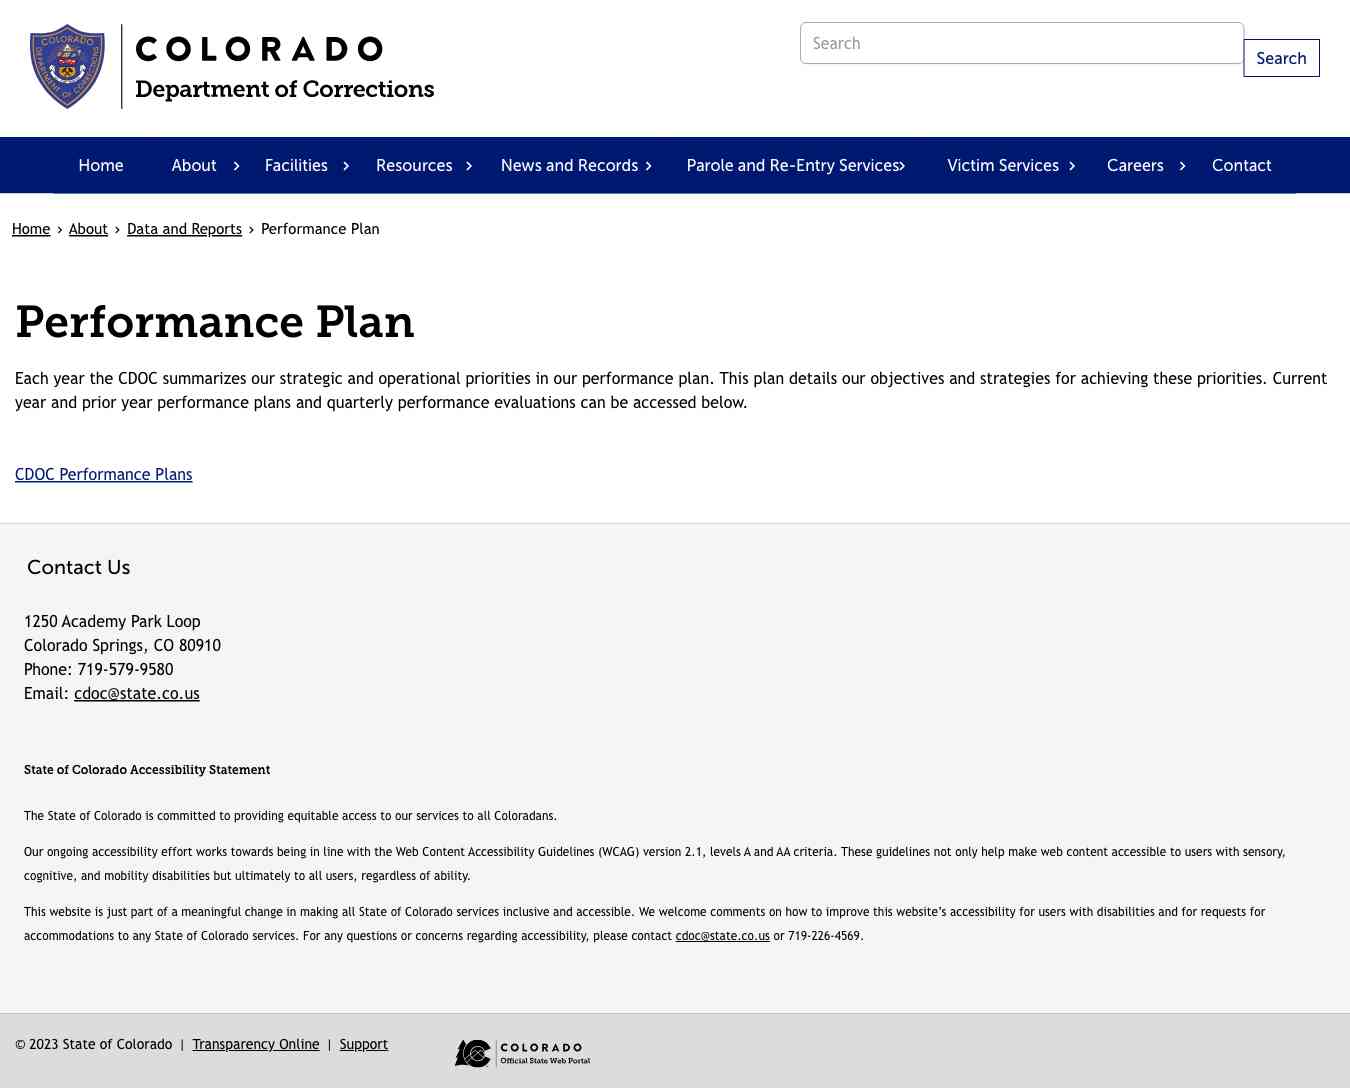 COLORADO
DEPARTMENT OF CORRECTIONS
COLORADO
Department of Corrections
Search
Search
Home About › Facilities › Resources › News and Records › Parole and Re-Entry Services› Victim Services › Careers › Contact
Home › About › Data and Reports › Performance Plan
Performance Plan
Each year the CDOC summarizes our strategic and operational priorities in our performance plan. This plan details our objectives and strategies for achieving these priorities. Current
year and prior year performance plans and quarterly performance evaluations can be accessed below.
CDOC Performance Plans
Contact Us
1250 Academy Park Loop
Colorado Springs, CO 80910
Phone: 719-579-9580
Email: cdoc@state.co.us
State of Colorado Accessibility Statement
The State of Colorado is committed to providing equitable access to our services to all Coloradans.
Our ongoing accessibility effort works towards being in line with the Web Content Accessibility Guidelines (WCAG) version 2.1, levels A and AA criteria. These guidelines not only help make web content accessible to users with sensory,
cognitive, and mobility disabilities but ultimately to all users, regardless of ability.
This website is just part of a meaningful change in making all State of Colorado services inclusive and accessible. We welcome comments on how to improve this website's accessibility for users with disabilities and for requests for
accommodations to any State of Colorado services. For any questions or concerns regarding accessibility, please contact cdoc@state.co.us or 719-226-4569.
© 2023 State of Colorado | Transparency Online | Support
COLORADO
Official State Web Portal